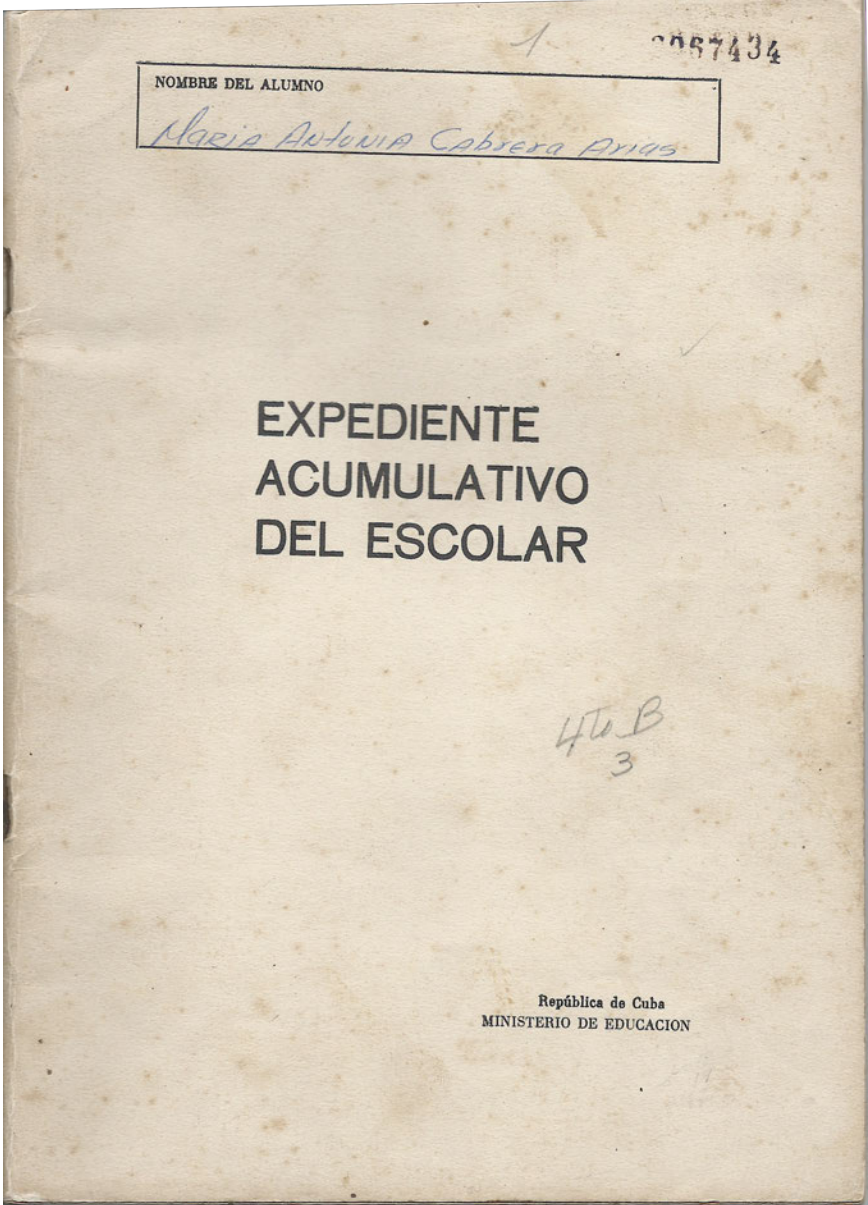 1
067434
NOMBRE DEL ALUMNO
Maria Antonia Cabrera Arias
EXPEDIENTE
ACUMULATIVO
DEL ESCOLAR
4to B
3
República de Cuba
MINISTERIO DE EDUCACION